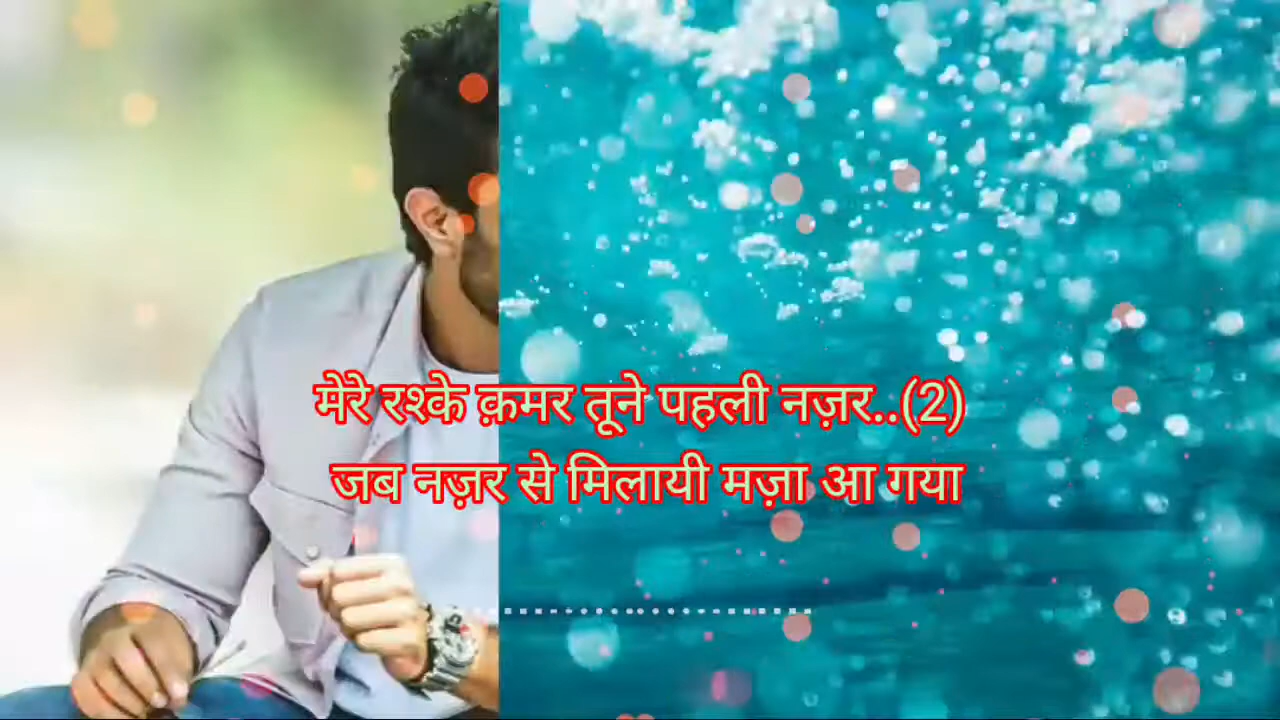 मेरे रश्के क़मर तूने पहली नज़र..(2)
जब नज़र से मिलायी मज़ा आ गया